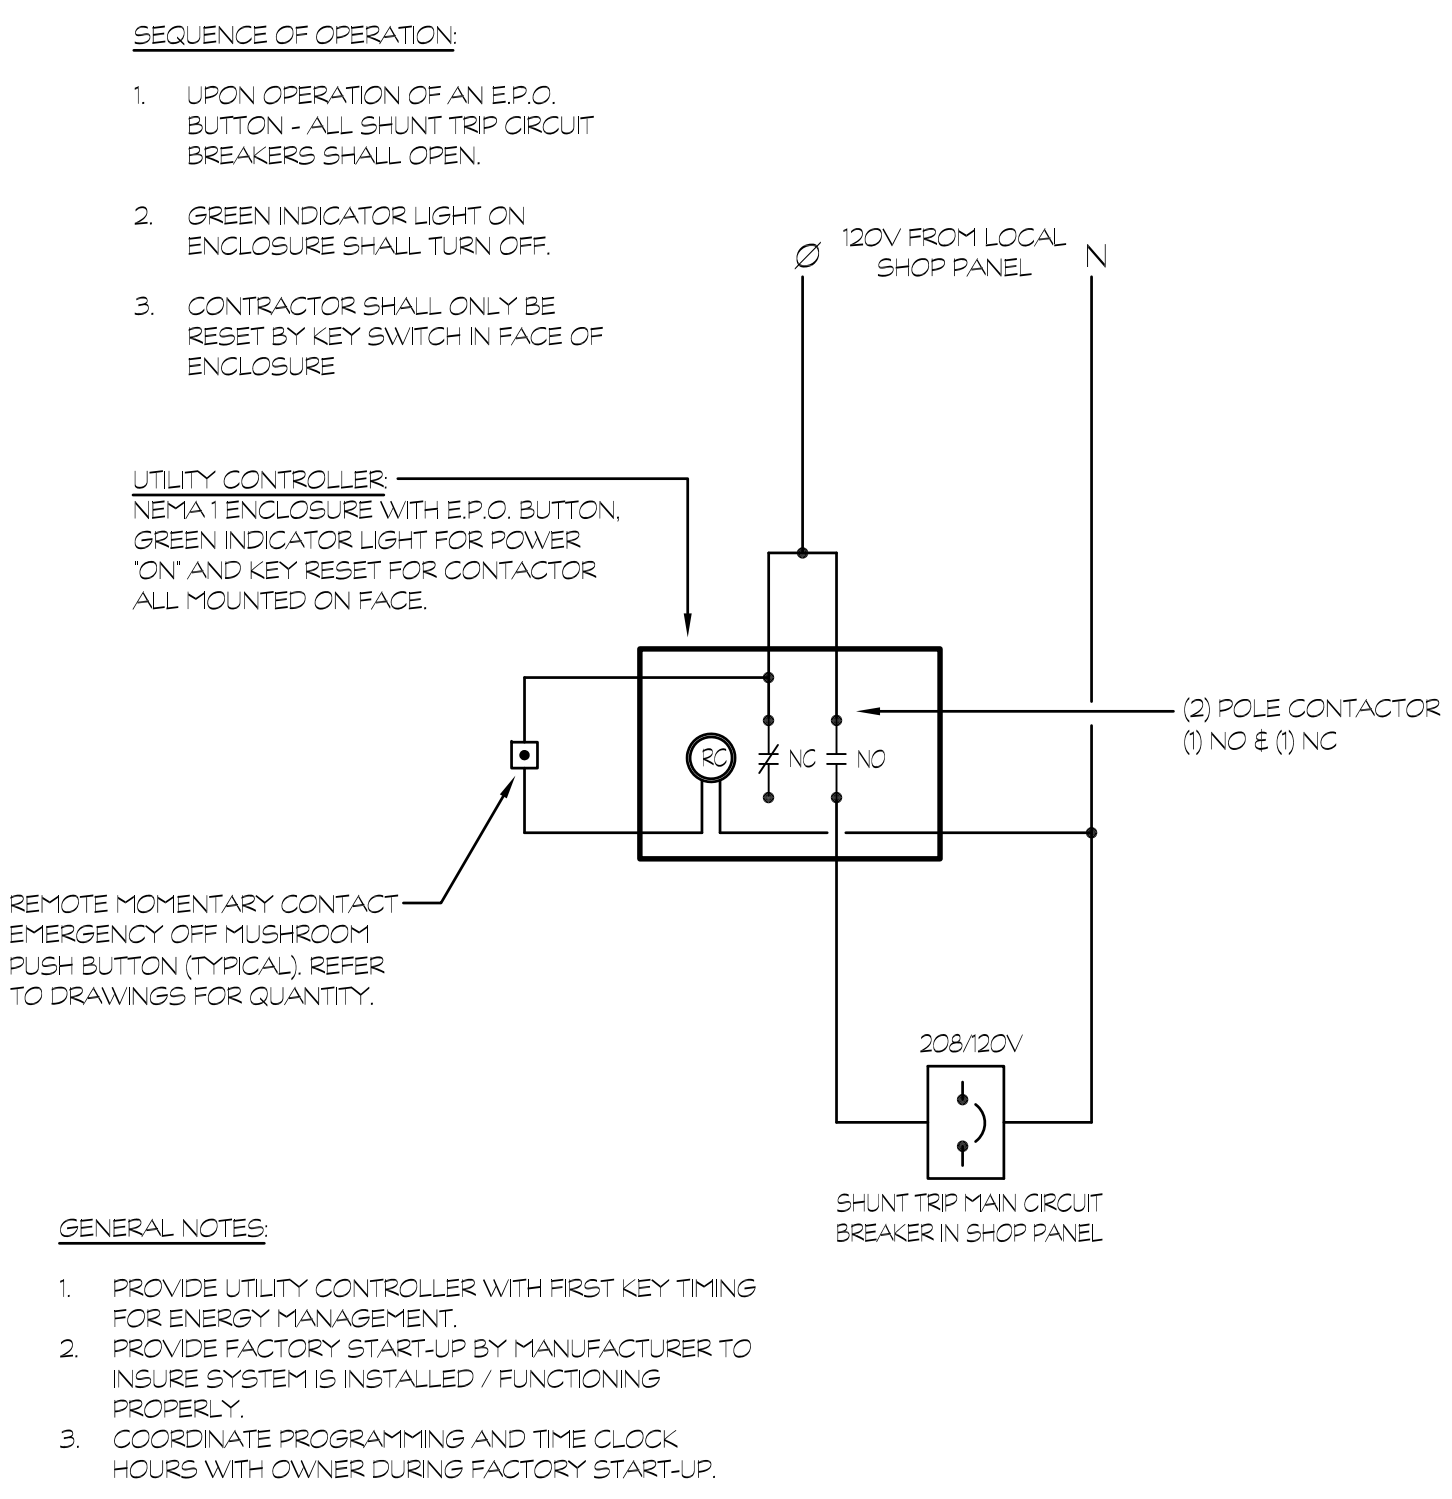 SEQUENCE OF OPERATION:
1. UPON OPERATION OF AN E.P.O.
BUTTON - ALL SHUNT TRIP CIRCUIT
BREAKERS SHALL OPEN.
2. GREEN INDICATOR LIGHT ON
ENCLOSURE SHALL TURN OFF.
3. CONTRACTOR SHALL ONLY BE
RESET BY KEY SWITCH IN FACE OF
ENCLOSURE
Ø 120V FROM LOCAL N
SHOP PANEL
UTILITY CONTROLLER:
NEMA 1 ENCLOSURE WITH E.P.O. BUTTON,
GREEN INDICATOR LIGHT FOR POWER
"ON" AND KEY RESET FOR CONTACTOR
ALL MOUNTED ON FACE.
(2) POLE CONTACTOR
(1) NO & (1) NC
RC NC NO
REMOTE MOMENTARY CONTACT
EMERGENCY OFF MUSHROOM
PUSH BUTTON (TYPICAL). REFER
TO DRAWINGS FOR QUANTITY.
208/120V
SHUNT TRIP MAIN CIRCUIT
BREAKER IN SHOP PANEL
GENERAL NOTES:
1. PROVIDE UTILITY CONTROLLER WITH FIRST KEY TIMING
FOR ENERGY MANAGEMENT.
2. PROVIDE FACTORY START-UP BY MANUFACTURER TO
INSURE SYSTEM IS INSTALLED / FUNCTIONING
PROPERLY.
3. COORDINATE PROGRAMMING AND TIME CLOCK
HOURS WITH OWNER DURING FACTORY START-UP.